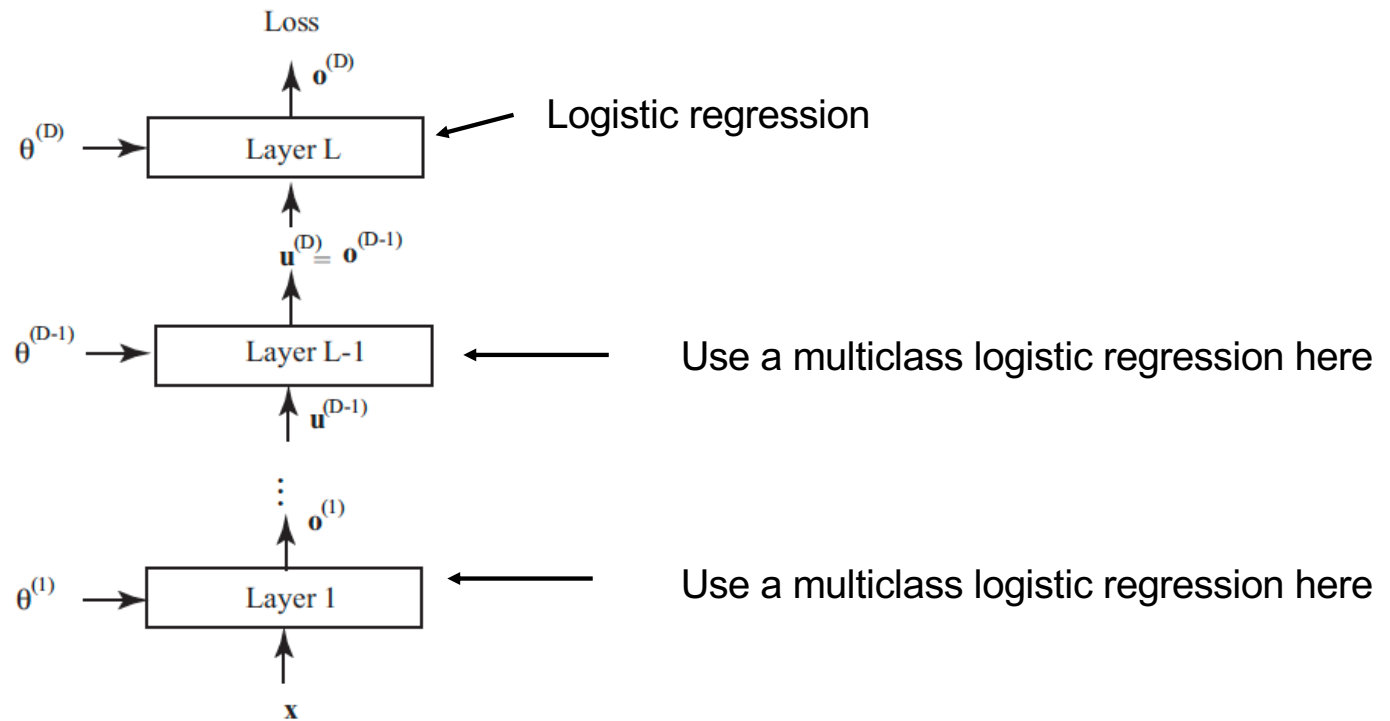 Loss
o^(D)
Logistic regression
θ^(D)
Layer L
u^(D) = o^(D-1)
θ^(D-1)
Layer L-1
Use a multiclass logistic regression here
u^(D-1)
⋮
o^(1)
θ^(1)
Layer 1
Use a multiclass logistic regression here
x